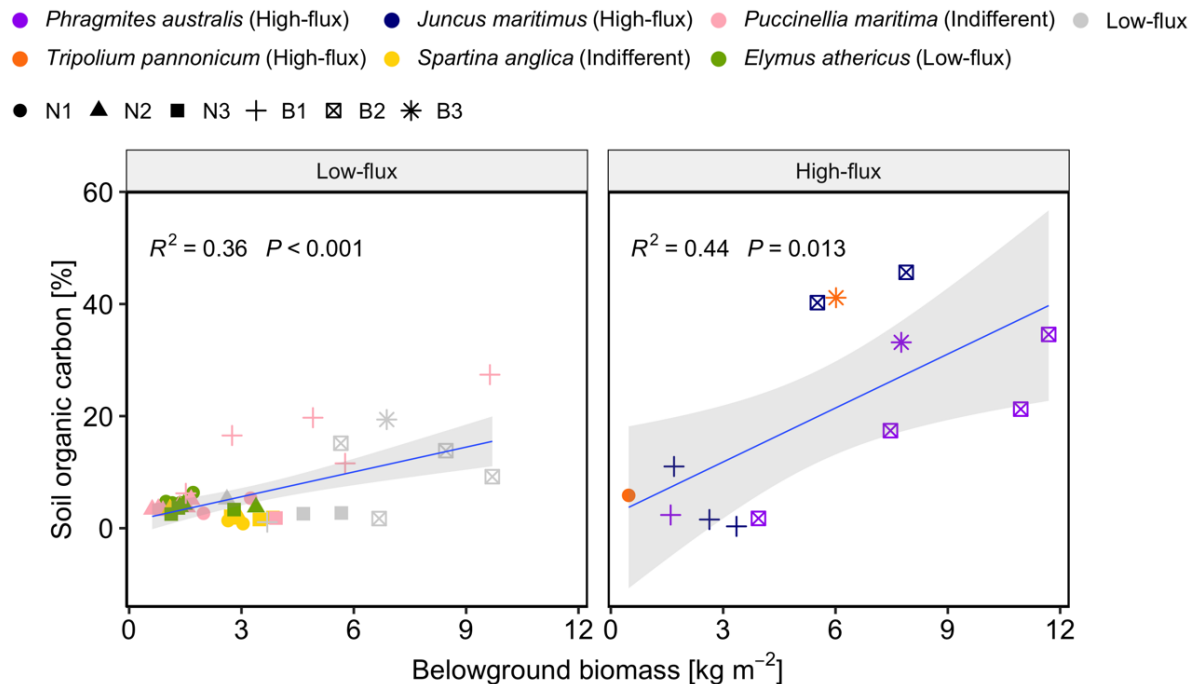 Phragmites australis (High-flux) Juncus maritimus (High-flux) Puccinellia maritima (Indifferent) Low-flux
Tripolium pannonicum (High-flux) Spartina anglica (Indifferent) Elymus athericus (Low-flux)
N1 N2 N3 B1 B2 B3
Low-flux High-flux
60
R² = 0.36 P < 0.001 R² = 0.44 P = 0.013
40
20
0
Soil organic carbon [%]
0 3 6 9 12 0 3 6 9 12
Belowground biomass [kg m⁻²]